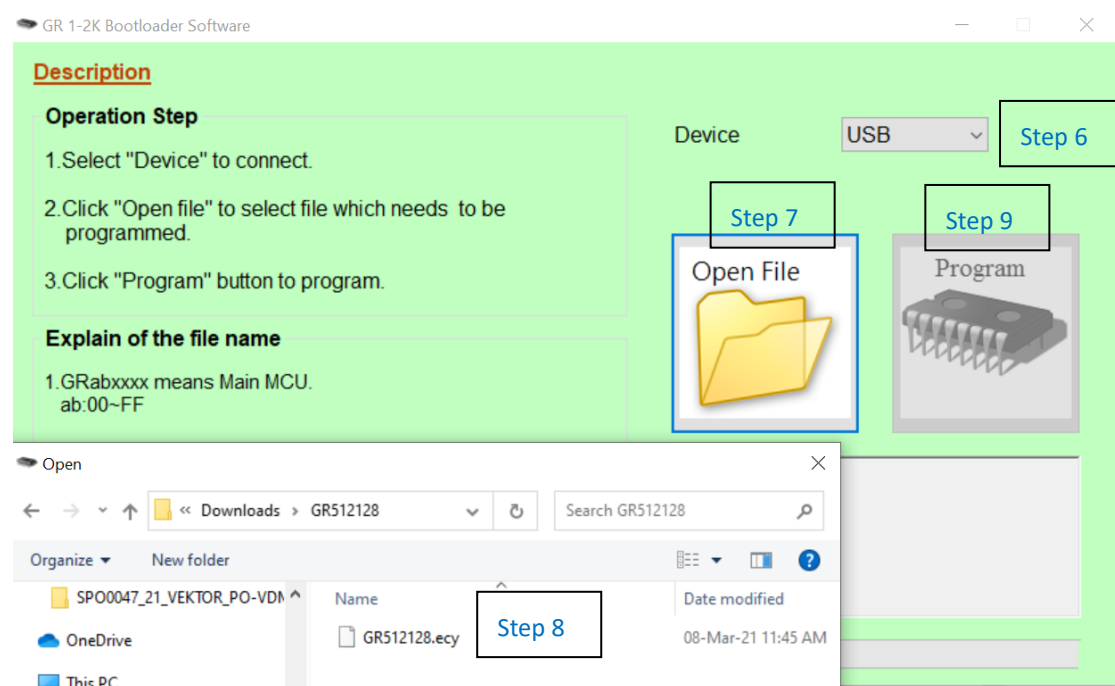 GR 1-2K Bootloader Software
Description
Operation Step
1.Select "Device" to connect.
2.Click "Open file" to select file which needs  to be
programmed.
3.Click "Program" button to program.
Explain of the file name
1.GRabxxxx means Main MCU.
ab:00~FF
Device
USB
Step 6
Step 7
Step 9
Open File
Program
Open
« Downloads › GR512128
Search GR512128
Organize
New folder
SPO0047_21_VEKTOR_PO-VDM
Name
Date modified
Step 8
GR512128.ecy
08-Mar-21 11:45 AM
OneDrive
This PC